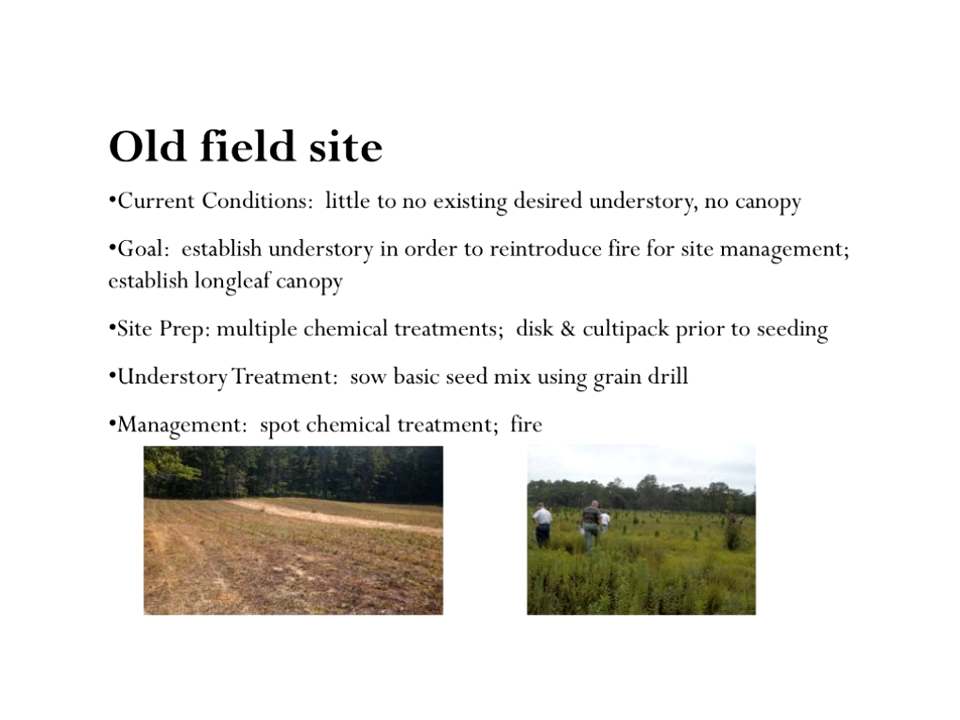 Old field site
•Current Conditions:  little to no existing desired understory, no canopy
•Goal:  establish understory in order to reintroduce fire for site management;
establish longleaf canopy
•Site Prep: multiple chemical treatments;  disk & cultipack prior to seeding
•Understory Treatment:  sow basic seed mix using grain drill
•Management:  spot chemical treatment;  fire